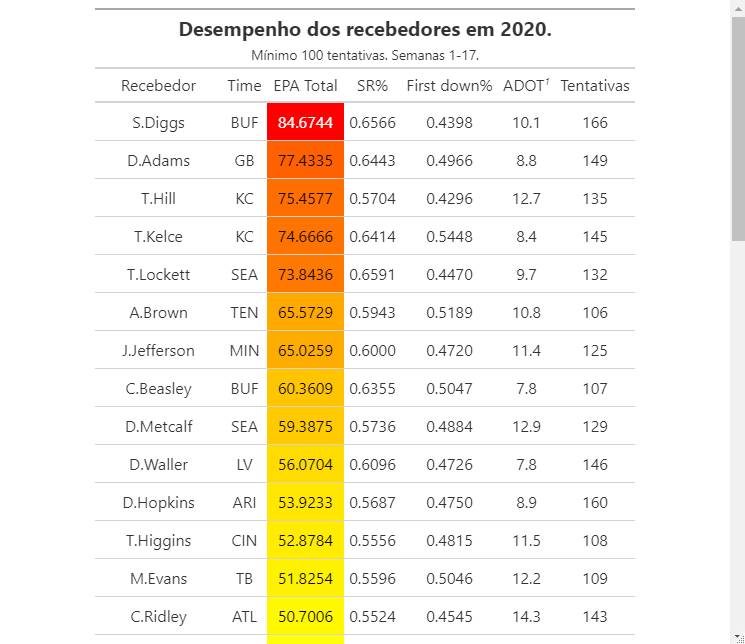 Desempenho dos recebedores em 2020.
Mínimo 100 tentativas. Semanas 1-17.
Recebedor Time EPA Total SR% First down% ADOT1 Tentativas
S.Diggs BUF 84.6744 0.6566 0.4398 10.1 166
D.Adams GB 77.4335 0.6443 0.4966 8.8 149
T.Hill KC 75.4577 0.5704 0.4296 12.7 135
T.Kelce KC 74.6666 0.6414 0.5448 8.4 145
T.Lockett SEA 73.8436 0.6591 0.4470 9.7 132
A.Brown TEN 65.5729 0.5943 0.5189 10.8 106
J.Jefferson MIN 65.0259 0.6000 0.4720 11.4 125
C.Beasley BUF 60.3609 0.6355 0.5047 7.8 107
D.Metcalf SEA 59.3875 0.5736 0.4884 12.9 129
D.Waller LV 56.0704 0.6096 0.4726 7.8 146
D.Hopkins ARI 53.9233 0.5687 0.4750 8.9 160
T.Higgins CIN 52.8784 0.5556 0.4815 11.5 108
M.Evans TB 51.8254 0.5596 0.5046 12.2 109
C.Ridley ATL 50.7006 0.5524 0.4545 14.3 143